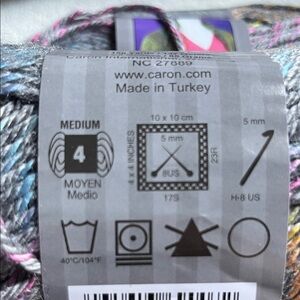 NC 27889
www.caron.com
Made in Turkey
MEDIUM
4
MOYEN
Medio
10 x 10 cm
4 x 4 INCHES
5 mm
8US
23R
17S
5 mm
H-8 US
40°C/104°F